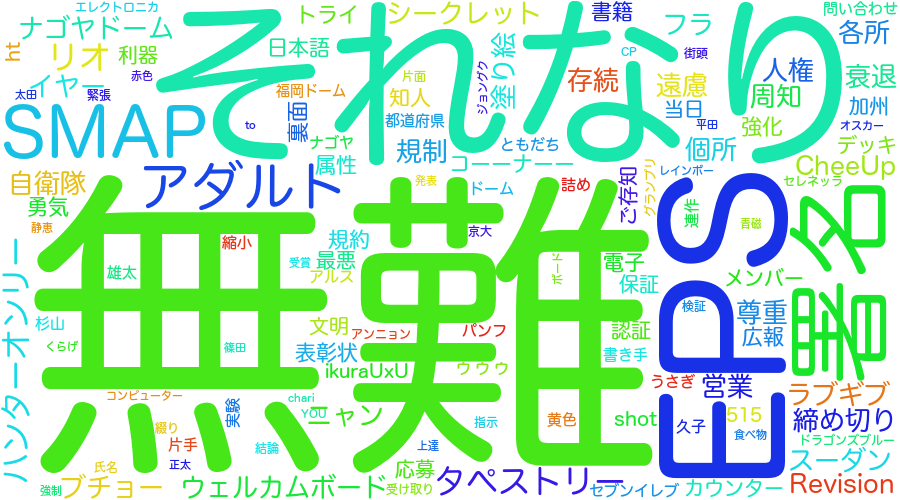 エレクトロニカ
ナゴヤドーム
それなり
トライ
シークレット
書籍
フラ
問い合わせ
各所
ht
リオ
利器
日本語
イヤー
赤色
太田
緊張
福岡ドーム
片面
知人
ジョングク
塗り絵
CP
街頭
存続
遠慮
人権
周知
衰退
加州
当日
平田
強化
オスカー
デッキ
SMAP
to
裏面
ナゴヤ
都道府県
属性
規制
ともだち
コーーナーー
個所
レインボー
CheeUp
セレネッラ
自衛隊
アダルト
勇気
静恵
無難
発表
ドーム
詰め
ご存知
グランプリ
連作
EPS
青磁
署名
京大
縮小
規約
最悪
受賞
雄太
アルス
ボード
電子
保証
メンバー
検証
尊重
広報
ハンターオンリー
杉山
くらげ
篠田
文明
アンニョン
パンフ
認証
表彰状
ikuraUxU
ウゥウ
書き手
うさぎ
営業
ラブギブ
コンピューター
実験
chari
YOU
ニャン
黄色
shot
久子
515
締め切り
綴り
片手
結論
上達
指示
食べ物
ドラゴンズブルー
氏名
正太
応募
スーダン
強制
ブチョー
ウェルカムボード
受け取り
タペストリー
セブンイレブ
カウンター
Revision